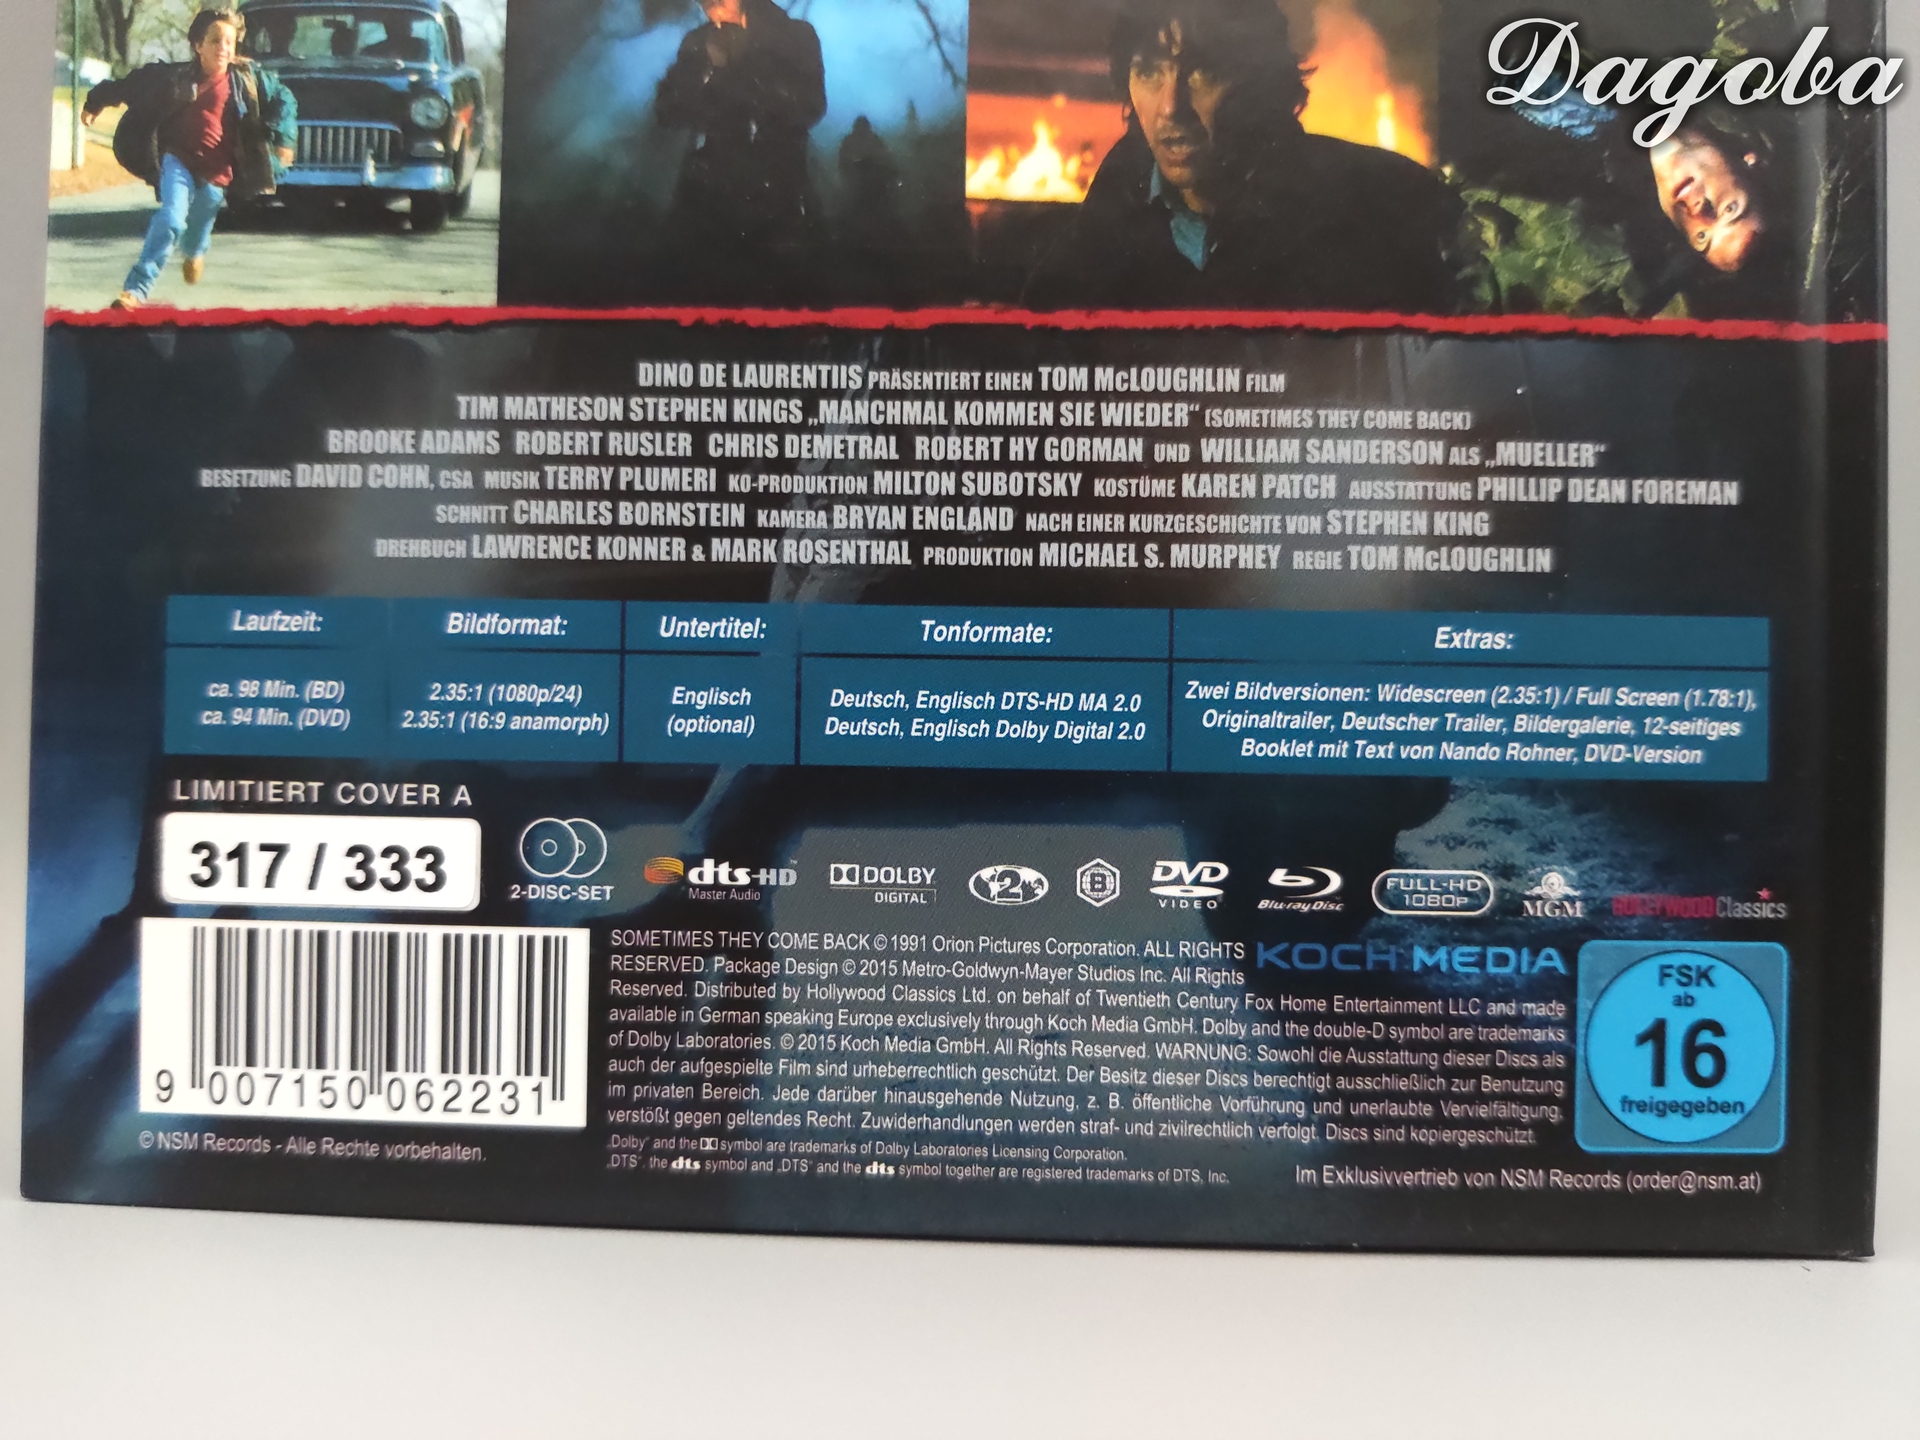 Dagoba
DINO DE LAURENTIIS PRÄSENTIERT EINEN TOM McLOUGHLIN FILM
TIM MATHESON STEPHEN KINGS „MANCHMAL KOMMEN SIE WIEDER“ (SOMETIMES THEY COME BACK)
BROOKE ADAMS ROBERT RUSLER CHRIS DEMETRAL ROBERT HY GORMAN UND WILLIAM SANDERSON ALS „MUELLER“
BESETZUNG DAVID COHN, CSA MUSIK TERRY PLUMERI KO-PRODUKTION MILTON SUBOTSKY KOSTÜME KAREN PATCH AUSSTATTUNG PHILLIP DEAN FOREMAN
SCHNITT CHARLES BORNSTEIN KAMERA BRYAN ENGLAND NACH EINER KURZGESCHICHTE VON STEPHEN KING
DREHBUCH LAWRENCE KONNER & MARK ROSENTHAL PRODUKTION MICHAEL S. MURPHEY REGIE TOM McLOUGHLIN
Laufzeit:
ca. 98 Min. (BD)
ca. 94 Min. (DVD)
Bildformat:
2.35:1 (1080p/24)
2.35:1 (16:9 anamorph)
Untertitel:
Englisch
(optional)
Tonformate:
Deutsch, Englisch DTS-HD MA 2.0
Deutsch, Englisch Dolby Digital 2.0
Extras:
Zwei Bildversionen: Widescreen (2.35:1) / Full Screen (1.78:1),
Originaltrailer, Deutscher Trailer, Bildergalerie, 12-seitiges
Booklet mit Text von Nando Rohner, DVD-Version
LIMITIERT COVER A
317 / 333
2-DISC-SET
dts-HD
Master Audio
DOLBY
DIGITAL
2
B
DVD
VIDEO
Blu-ray Disc
FULL-HD
1080P
MGM
HOLLYWOOD Classics
9 007150 062231
© NSM Records - Alle Rechte vorbehalten.
KOCH MEDIA
SOMETIMES THEY COME BACK © 1991 Orion Pictures Corporation. ALL RIGHTS
RESERVED. Package Design © 2015 Metro-Goldwyn-Mayer Studios Inc. All Rights
Reserved. Distributed by Hollywood Classics Ltd. on behalf of Twentieth Century Fox Home Entertainment LLC and made
available in German speaking Europe exclusively through Koch Media GmbH. Dolby and the double-D symbol are trademarks
of Dolby Laboratories. © 2015 Koch Media GmbH. All Rights Reserved. WARNUNG: Sowohl die Ausstattung dieser Discs als
auch der aufgespielte Film sind urheberrechtlich geschützt. Der Besitz dieser Discs berechtigt ausschließlich zur Benutzung
im privaten Bereich. Jede darüber hinausgehende Nutzung, z. B. öffentliche Vorführung und unerlaubte Vervielfältigung,
verstößt gegen geltendes Recht. Zuwiderhandlungen werden straf- und zivilrechtlich verfolgt. Discs sind kopiergeschützt.
„Dolby“ and the symbol are trademarks of Dolby Laboratories Licensing Corporation.
„DTS“, the dts symbol and „DTS“ and the dts symbol together are registered trademarks of DTS, Inc.
FSK
ab
16
freigegeben
Im Exklusivvertrieb von NSM Records (order@nsm.at)